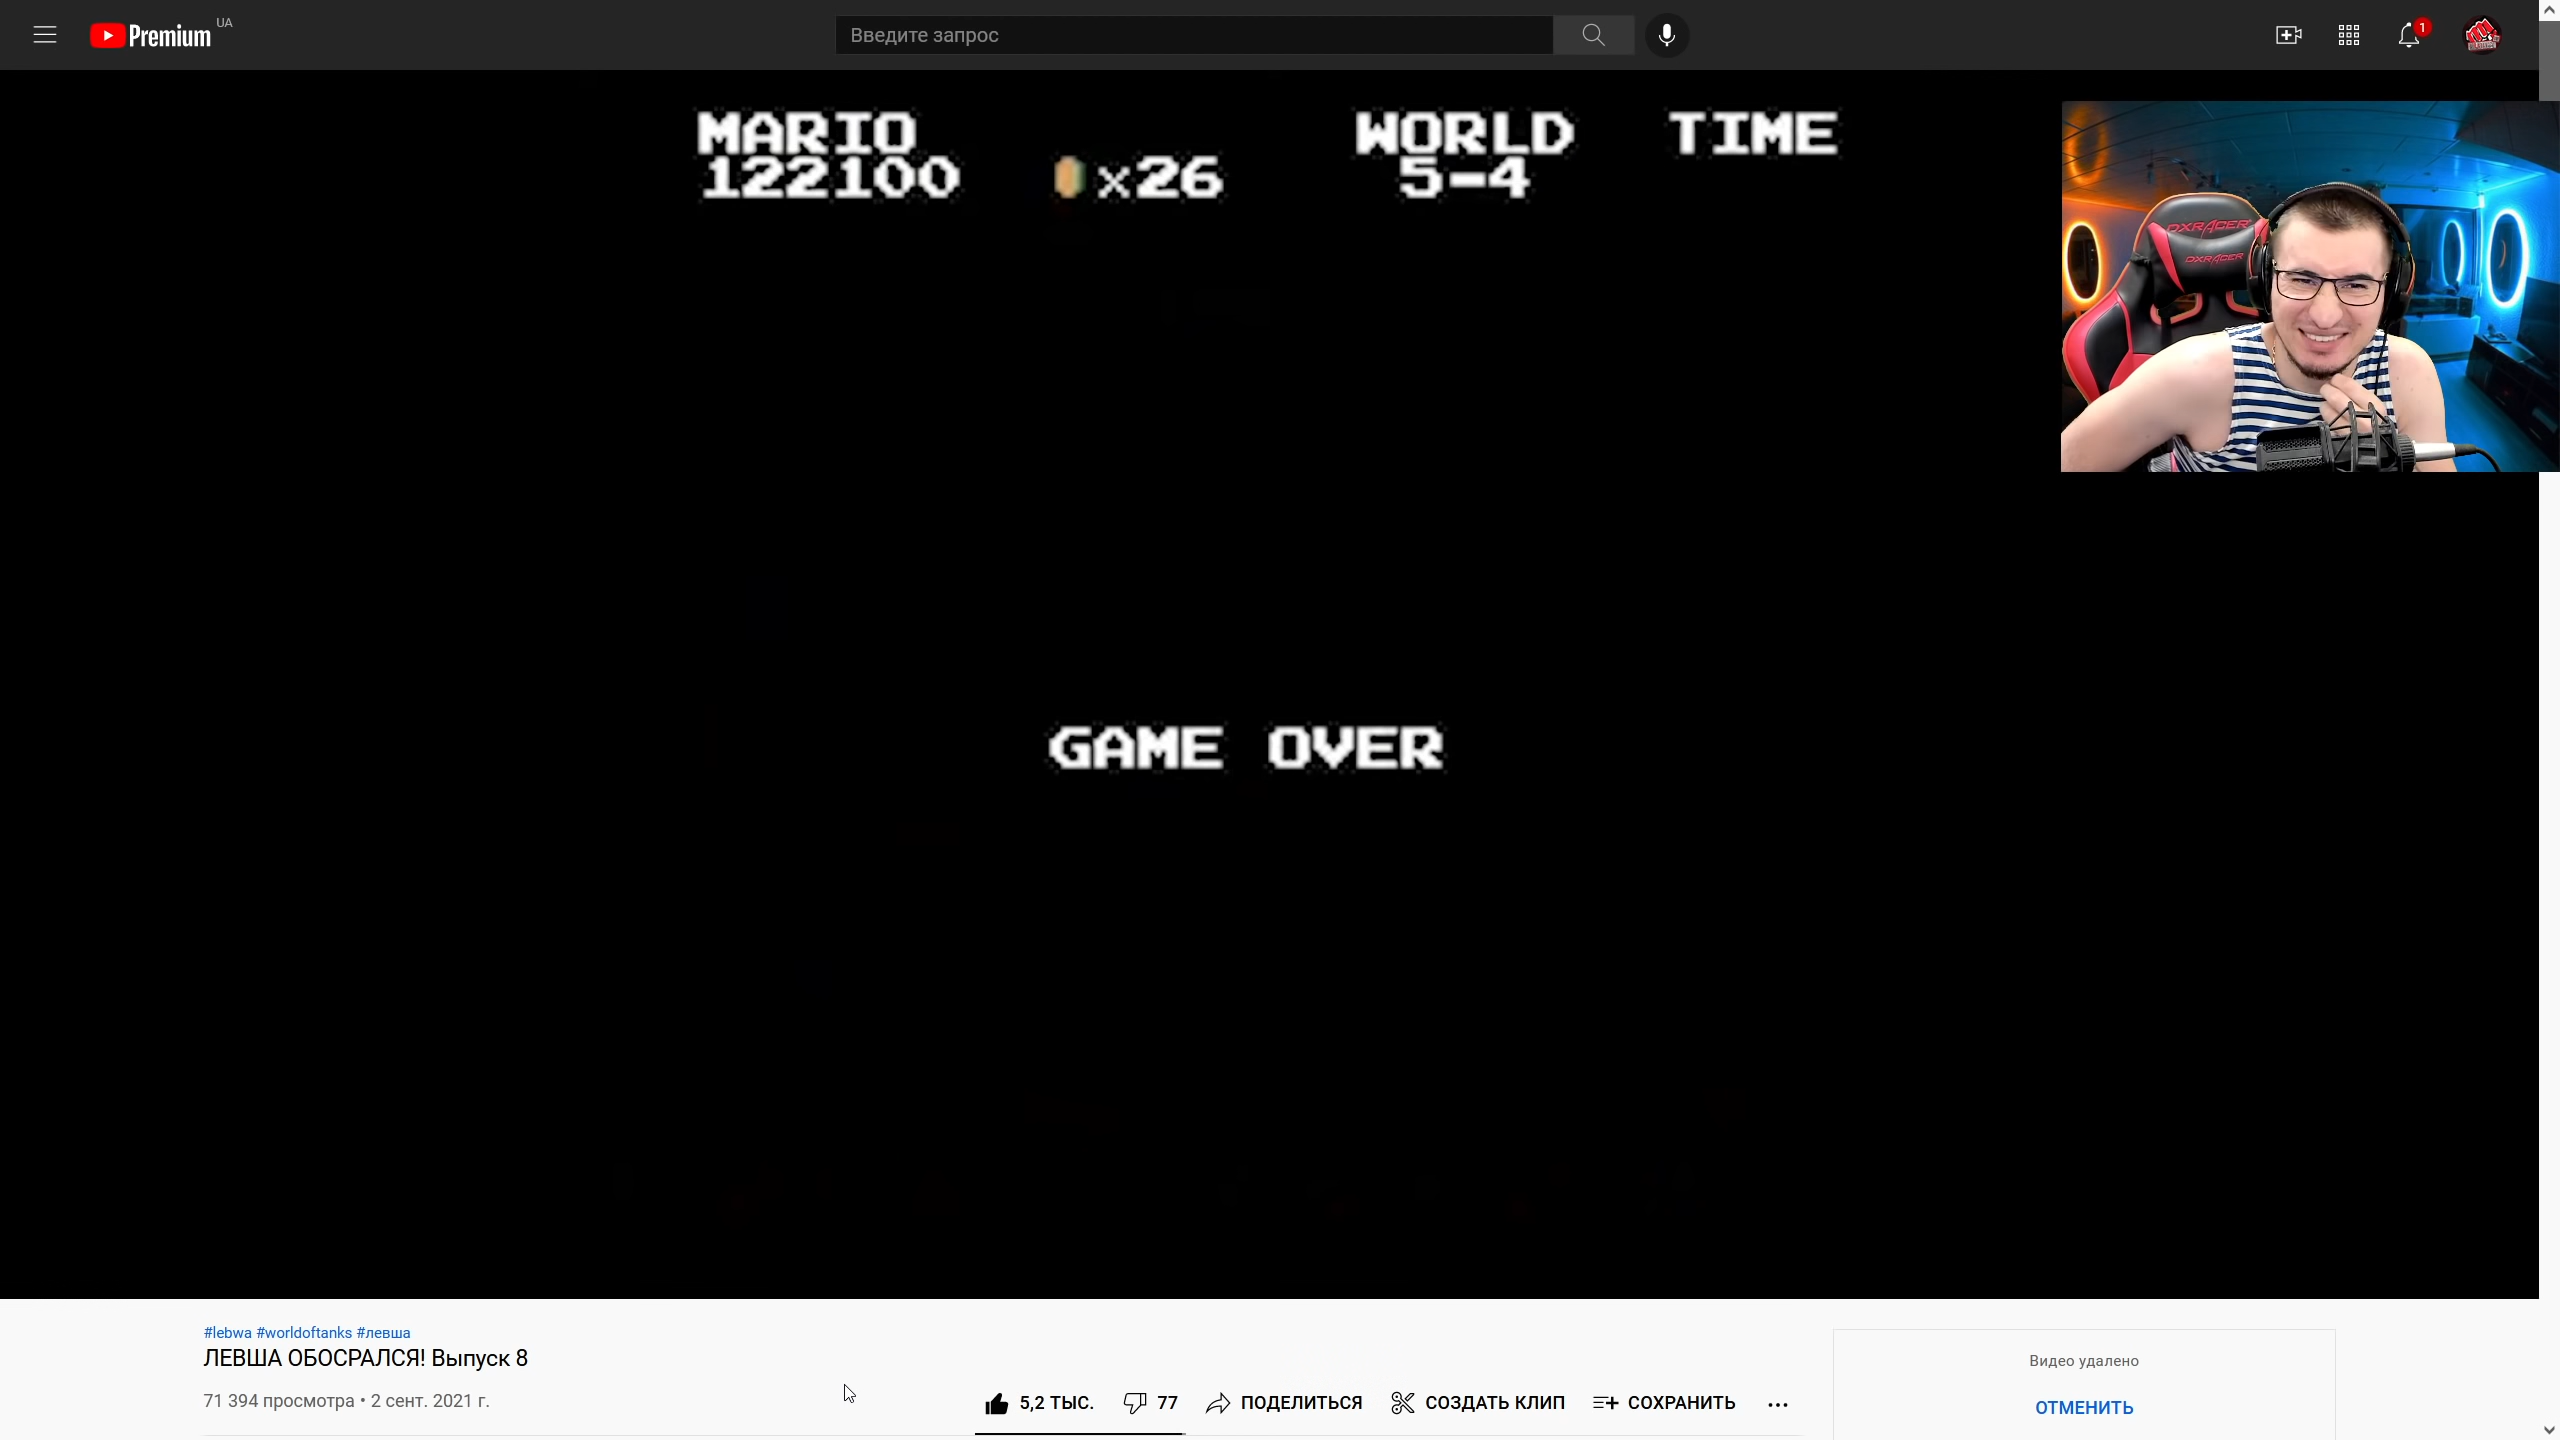 Premium UA
Введите запрос
1
MARIO WORLD TIME
122100 x26 5-4
DXRACER
DXRACER
GAME OVER
#lebwa #worldoftanks #левша
ЛЕВША ОБОСРАЛСЯ! Выпуск 8
71 394 просмотра • 2 сент. 2021 г.
5,2 ТЫС. 77 ПОДЕЛИТЬСЯ СОЗДАТЬ КЛИП СОХРАНИТЬ
Видео удалено
ОТМЕНИТЬ